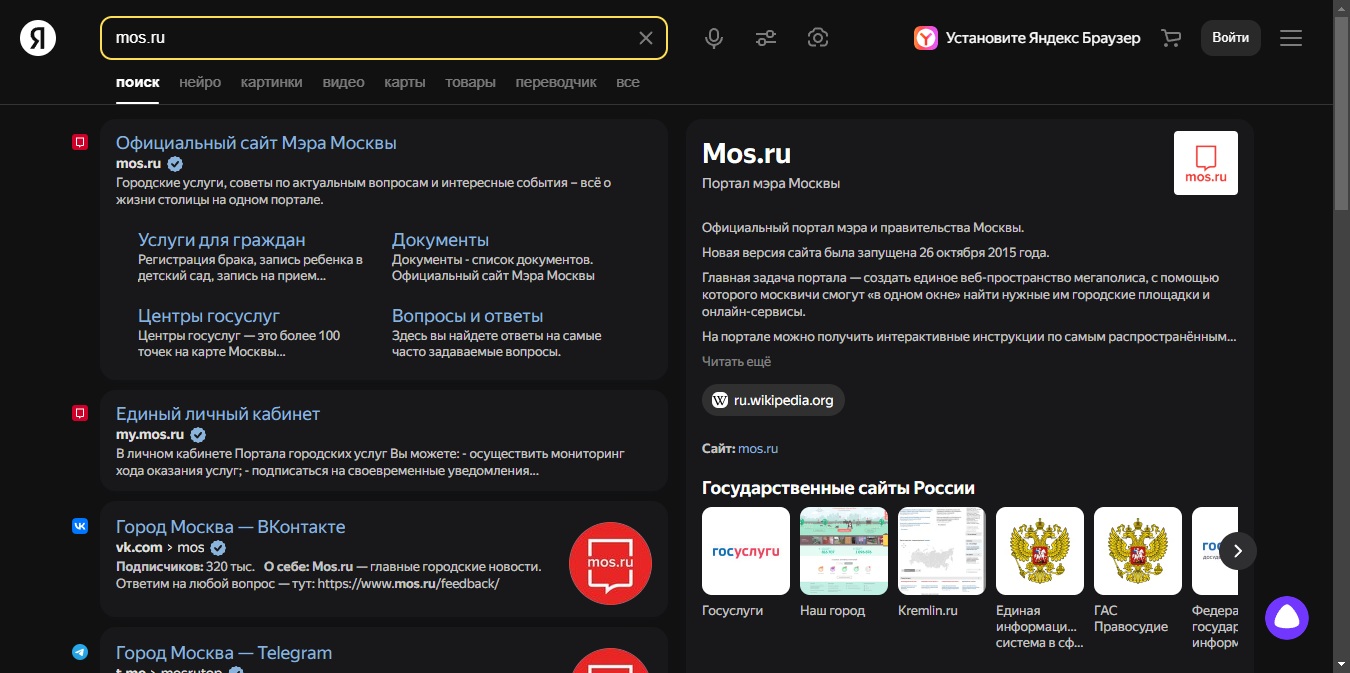 Я
mos.ru
Установите Яндекс Браузер
Войти
поиск
нейро
картинки
видео
карты
товары
переводчик
все
Официальный сайт Мэра Москвы
mos.ru
Городские услуги, советы по актуальным вопросам и интересные события – всё о
жизни столицы на одном портале.
Услуги для граждан
Регистрация брака, запись ребенка в
детский сад, запись на прием...
Документы
Документы - список документов.
Официальный сайт Мэра Москвы
Центры госуслуг
Центры госуслуг — это более 100
точек на карте Москвы...
Вопросы и ответы
Здесь вы найдете ответы на самые
часто задаваемые вопросы.
Единый личный кабинет
my.mos.ru
В личном кабинете Портала городских услуг Вы можете: - осуществить мониторинг
хода оказания услуг; - подписаться на своевременные уведомления...
Город Москва — ВКонтакте
vk.com › mos
Подписчиков: 320 тыс. О себе: Mos.ru — главные городские новости.
Ответим на любой вопрос — тут: https://www.mos.ru/feedback/
mos.ru
Город Москва — Telegram
Mos.ru
Портал мэра Москвы
mos.ru
Официальный портал мэра и правительства Москвы.
Новая версия сайта была запущена 26 октября 2015 года.
Главная задача портала — создать единое веб-пространство мегаполиса, с помощью
которого москвичи смогут «в одном окне» найти нужные им городские площадки и
онлайн-сервисы.
На портале можно получить интерактивные инструкции по самым распространённым...
Читать ещё
ru.wikipedia.org
Сайт: mos.ru
Государственные сайты России
госуслуги
Госуслуги
Наш город
Kremlin.ru
Единая
информаци...
система в сф...
ГАС
Правосудие